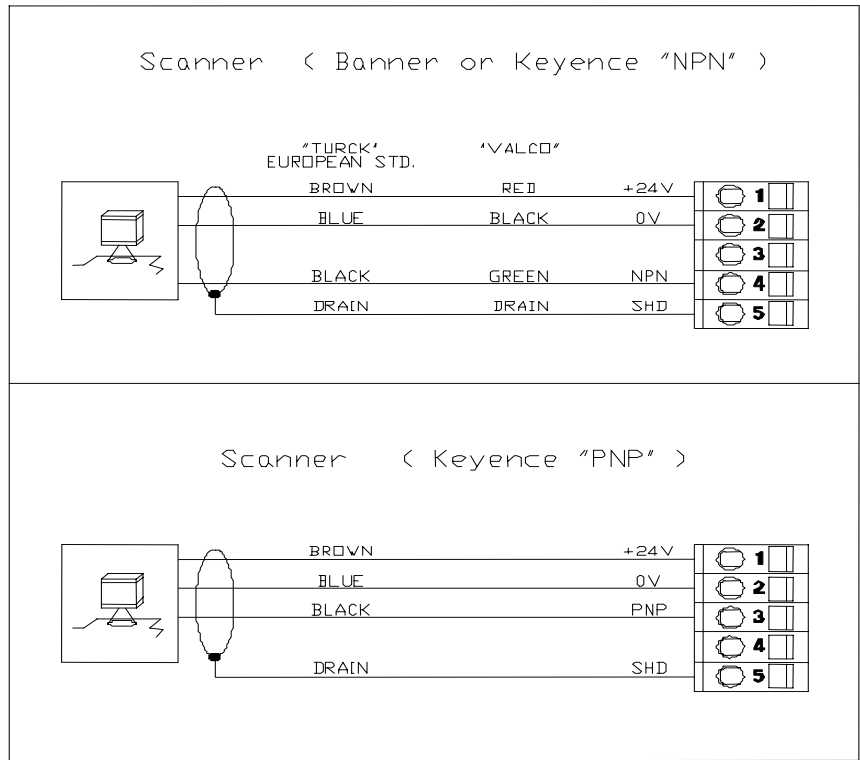 Scanner ( Banner or Keyence "NPN" )
"TURCK" "VALCO"
EUROPEAN STD.
BROWN RED +24V 1
BLUE BLACK 0V 2
3
BLACK GREEN NPN 4
DRAIN DRAIN SHD 5
Scanner ( Keyence "PNP" )
BROWN +24V 1
BLUE 0V 2
BLACK PNP 3
4
DRAIN SHD 5